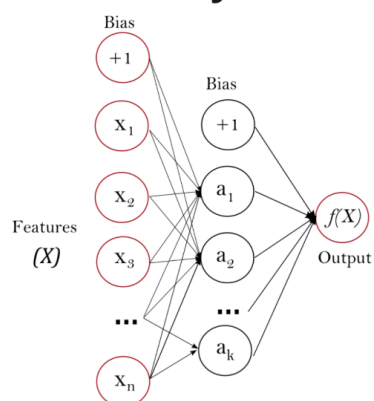 Bias
+1
x1
x2
x3
...
xn
Features
(X)
Bias
+1
a1
a2
...
ak
f(X)
Output